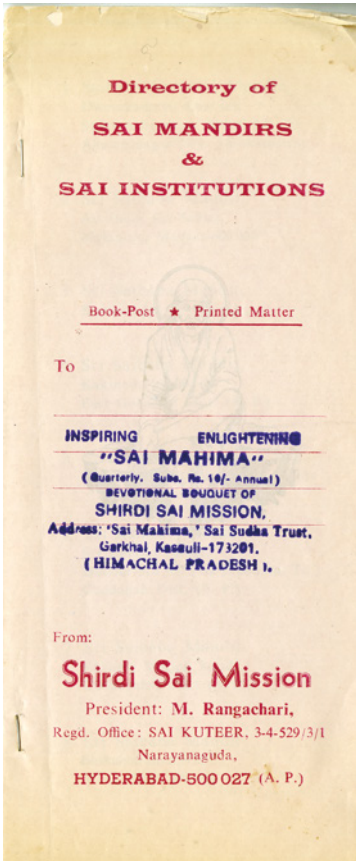 Directory of
SAI MANDIRS
&
SAI INSTITUTIONS
Book-Post ★ Printed Matter
To
INSPIRING ENLIGHTENING
"SAI MAHIMA"
(Quarterly. Subs. Rs. 10/- Annual)
DEVOTIONAL BOUQUET OF
SHIRDI SAI MISSION,
Address: 'Sai Mahima,' Sai Sudha Trust,
Garkhal, Kasauli-173201.
(HIMACHAL PRADESH).
From:
Shirdi Sai Mission
President: M. Rangachari,
Regd. Office: SAI KUTEER, 3-4-529/3/1
Narayanaguda,
HYDERABAD-500 027 (A. P.)